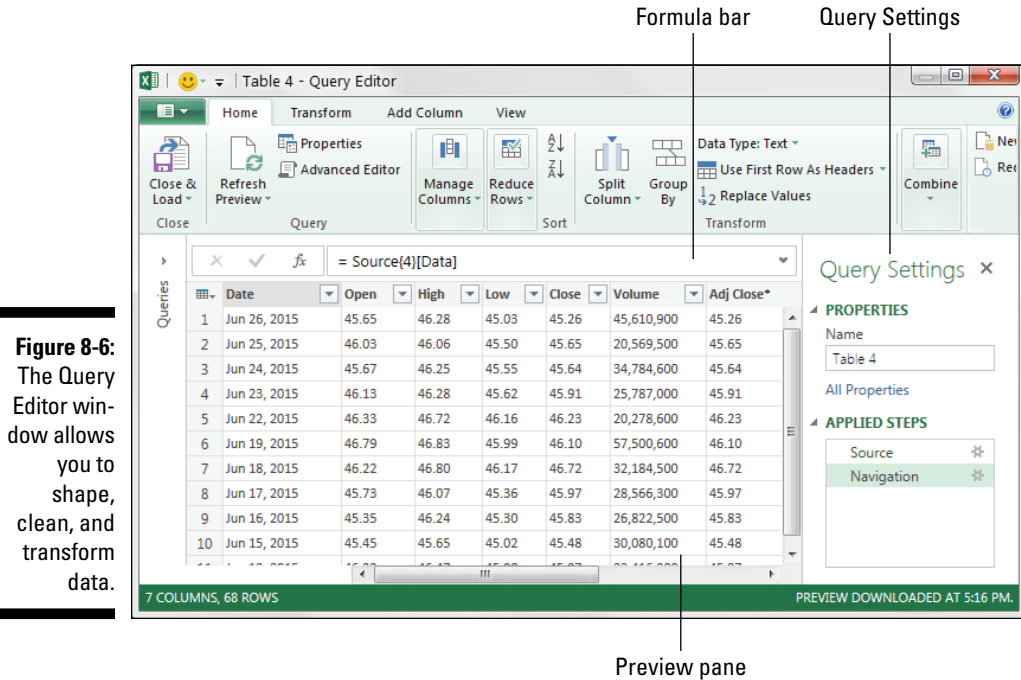 Formula bar
Query Settings
Table 4 - Query Editor
Home Transform Add Column View
Close & Load
Refresh Preview
Properties
Advanced Editor
Manage Columns
Reduce Rows
Split Column
Group By
Data Type: Text
Use First Row As Headers
Replace Values
Combine
Close
Query
Sort
Transform
Queries
fx
= Source{4}[Data]
Date Open High Low Close Volume Adj Close*
1 Jun 26, 2015 45.65 46.28 45.03 45.26 45,610,900 45.26
2 Jun 25, 2015 46.03 46.06 45.50 45.65 20,569,500 45.65
3 Jun 24, 2015 45.67 46.25 45.55 45.64 34,784,600 45.64
4 Jun 23, 2015 46.13 46.28 45.62 45.91 25,787,000 45.91
5 Jun 22, 2015 46.33 46.72 46.16 46.23 20,278,600 46.23
6 Jun 19, 2015 46.79 46.83 45.99 46.10 57,500,600 46.10
7 Jun 18, 2015 46.22 46.80 46.17 46.72 32,184,500 46.72
8 Jun 17, 2015 45.73 46.07 45.36 45.97 28,566,300 45.97
9 Jun 16, 2015 45.35 46.24 45.30 45.83 26,822,500 45.83
10 Jun 15, 2015 45.45 45.65 45.02 45.48 30,080,100 45.48
Query Settings
PROPERTIES
Name
Table 4
All Properties
APPLIED STEPS
Source
Navigation
7 COLUMNS, 68 ROWS
PREVIEW DOWNLOADED AT 5:16 PM.
Preview pane
Figure 8-6:
The Query
Editor win-
dow allows
you to
shape,
clean, and
transform
data.